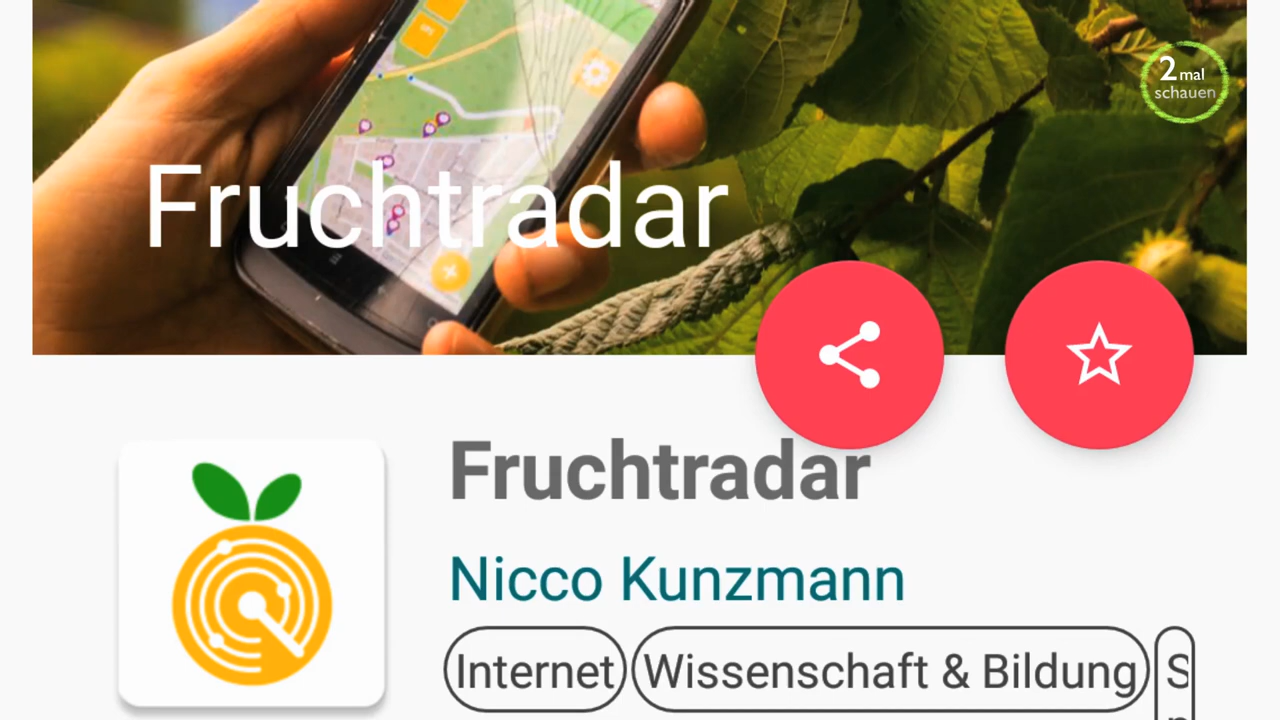 2 mal
schauen
Fruchtradar
Fruchtradar
Nicco Kunzmann
Internet
Wissenschaft & Bildung
S